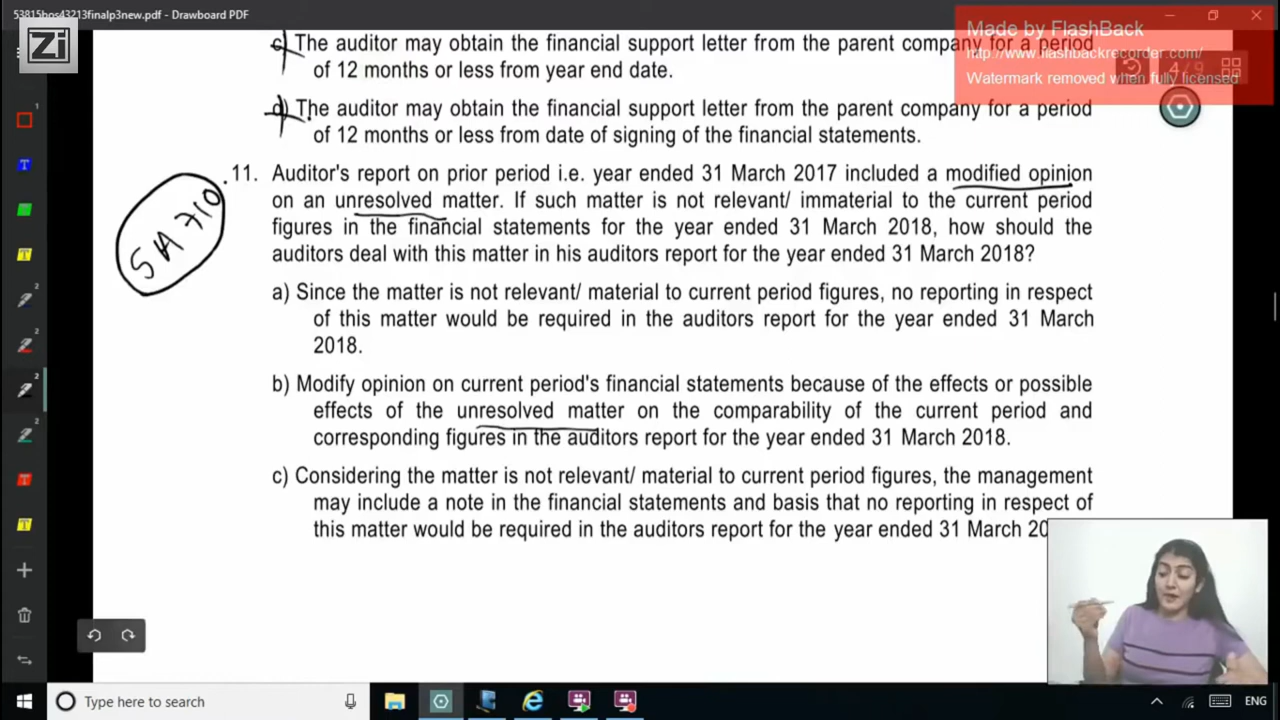 53815bos43213finalp3new.pdf - Drawboard PDF
Zi
Made by FlashBack
http://www.flashbackrecorder.com/
Watermark removed when fully licensed
4 / 9
c) The auditor may obtain the financial support letter from the parent company for a period
of 12 months or less from year end date.
d) The auditor may obtain the financial support letter from the parent company for a period
of 12 months or less from date of signing of the financial statements.
SA 710
11. Auditor's report on prior period i.e. year ended 31 March 2017 included a modified opinion
on an unresolved matter. If such matter is not relevant/ immaterial to the current period
figures in the financial statements for the year ended 31 March 2018, how should the
auditors deal with this matter in his auditors report for the year ended 31 March 2018?
a) Since the matter is not relevant/ material to current period figures, no reporting in respect
of this matter would be required in the auditors report for the year ended 31 March
2018.
b) Modify opinion on current period's financial statements because of the effects or possible
effects of the unresolved matter on the comparability of the current period and
corresponding figures in the auditors report for the year ended 31 March 2018.
c) Considering the matter is not relevant/ material to current period figures, the management
may include a note in the financial statements and basis that no reporting in respect of
this matter would be required in the auditors report for the year ended 31 March 20
Type here to search
ENG